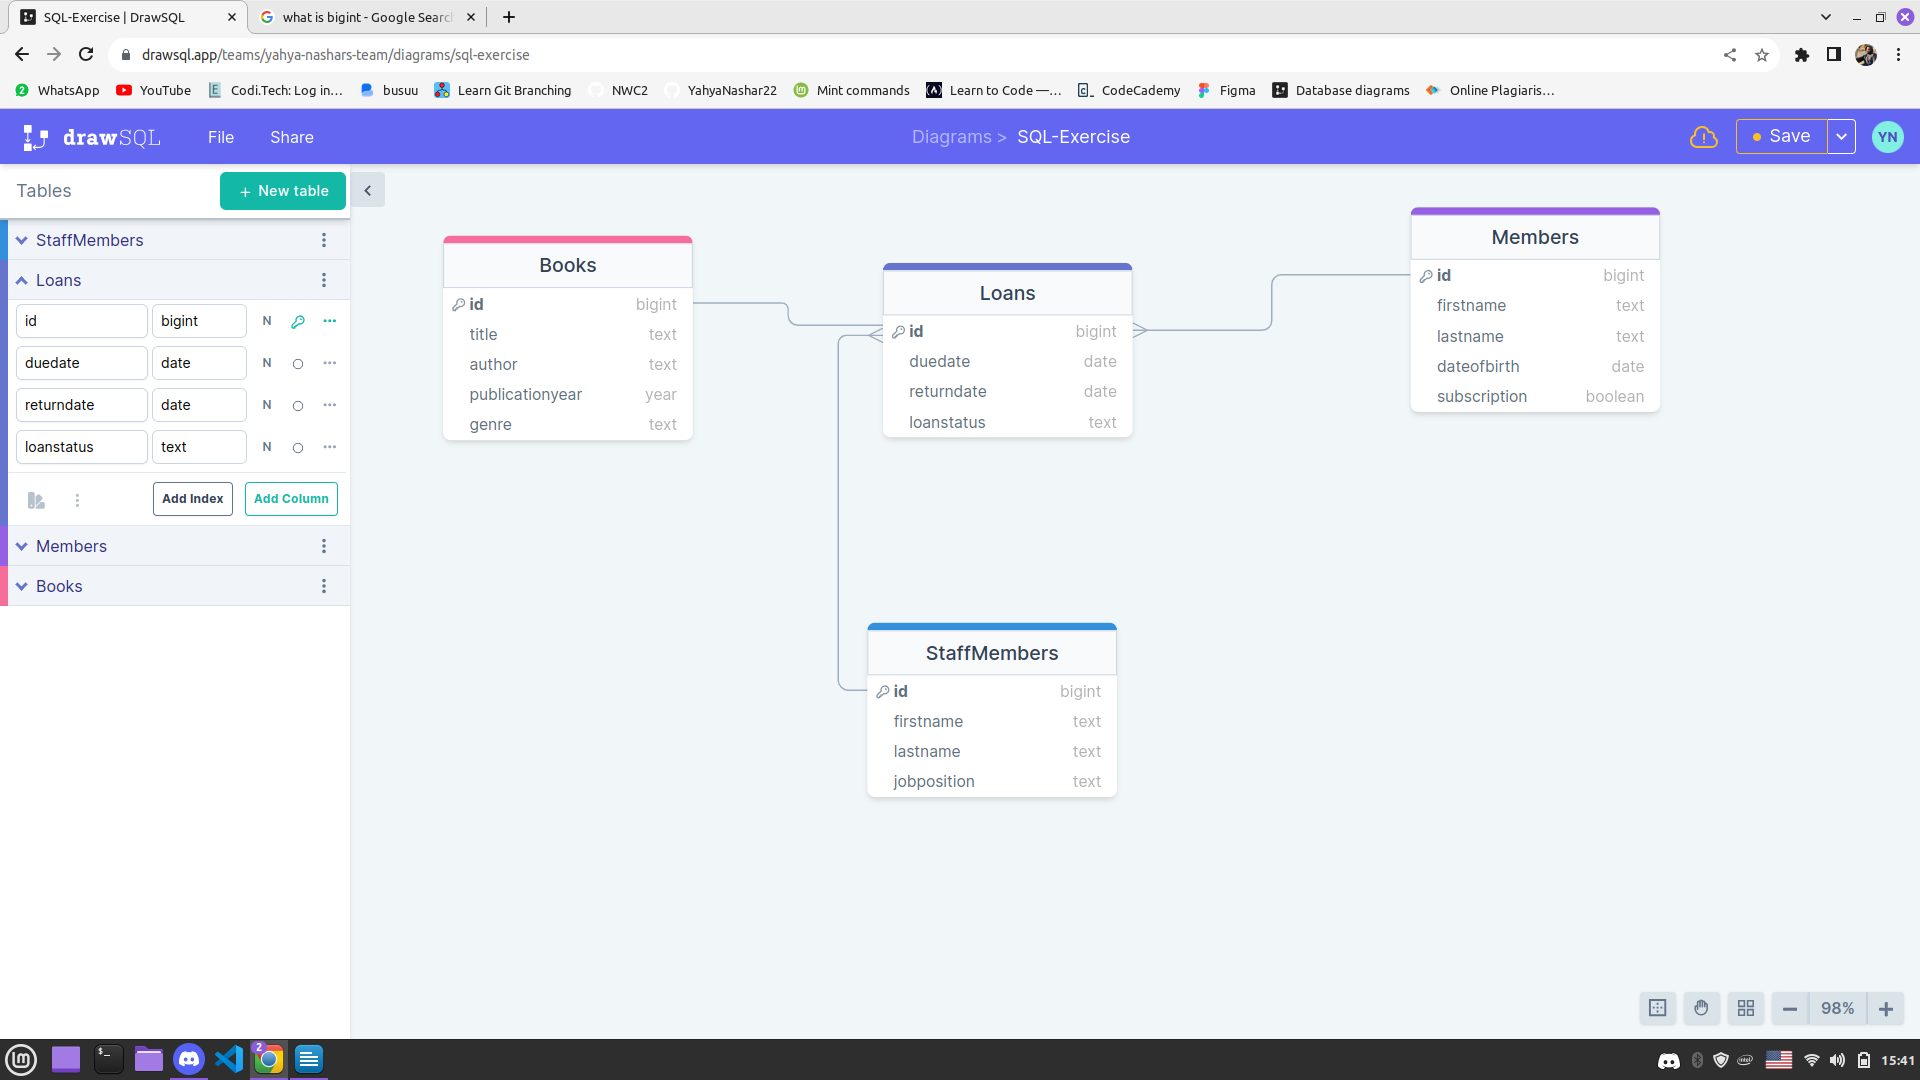 SQL-Exercise | DrawSQL
what is bigint - Google Searc
drawsql.app/teams/yahya-nashars-team/diagrams/sql-exercise
2 WhatsApp YouTube E Codi.Tech: Log in... busuu Learn Git Branching NWC2 YahyaNashar22 Mint commands Learn to Code —... CodeCademy Figma Database diagrams Online Plagiaris...
drawSQL File Share Diagrams > SQL-Exercise Save YN
Tables + New table
StaffMembers
Loans
id bigint N
duedate date N
returndate date N
loanstatus text N
Add Index Add Column
Members
Books
Books
id bigint
title text
author text
publicationyear year
genre text
Loans
id bigint
duedate date
returndate date
loanstatus text
Members
id bigint
firstname text
lastname text
dateofbirth date
subscription boolean
StaffMembers
id bigint
firstname text
lastname text
jobposition text
98%
2
15:41